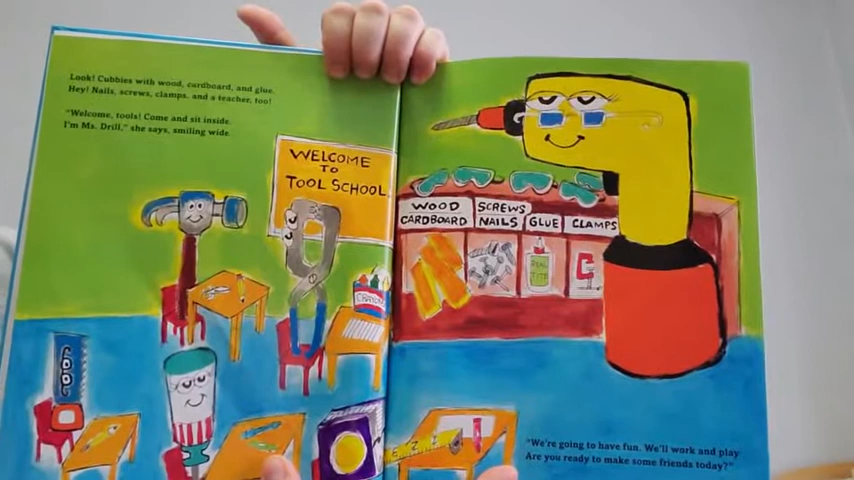 Look! Cubbies with wood, cardboard, and glue.
Hey! Nails, screws, clamps, and a teacher, too!
"Welcome, tools! Come and sit inside.
I'm Ms. Drill," she says, smiling wide.
WELCOME
TO
TOOL SCHOOL
WOOD
CARDBOARD
SCREWS
NAILS
GLUE
CLAMPS
CRAYONS
"We're going to have fun. We'll work and play
Are you ready to make some friends today?"